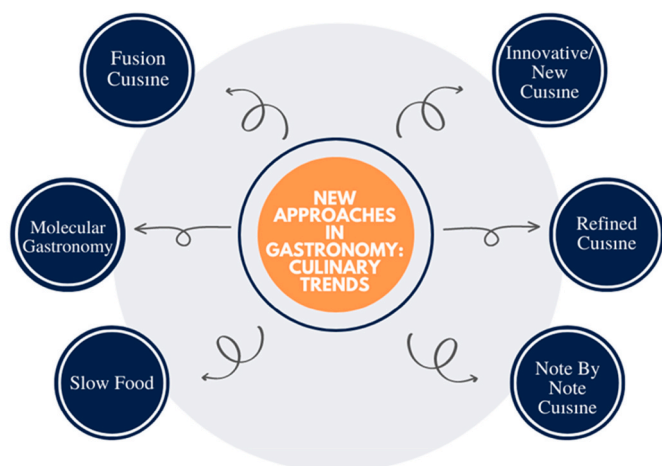 Fusion
Cuisine
Innovative/
New
Cuisine
NEW
APPROACHES
IN
GASTRONOMY:
CULINARY
TRENDS
Molecular
Gastronomy
Refined
Cuisine
Slow Food
Note By
Note
Cuisine